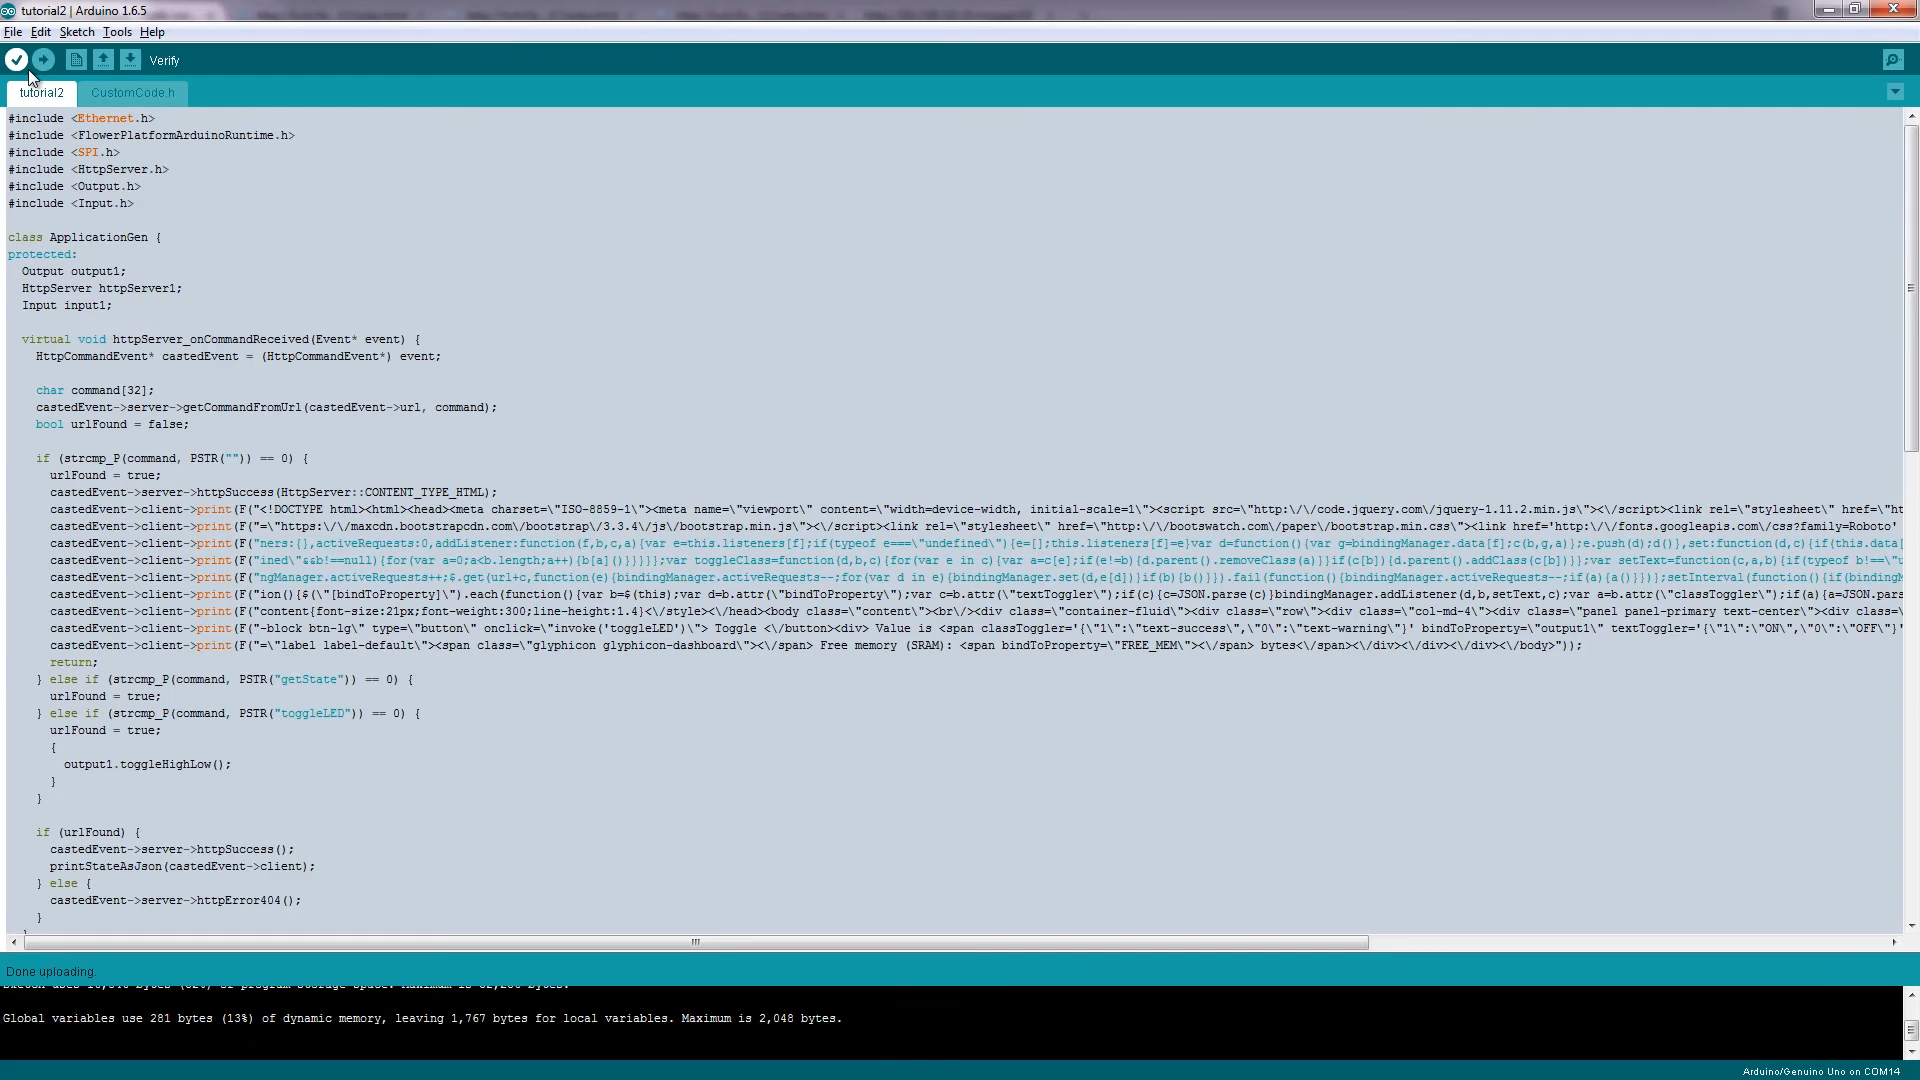 tutorial2 | Arduino 1.6.5
File Edit Sketch Tools Help
Verify
tutorial2 CustomCode.h
#include <Ethernet.h>
#include <FlowerPlatformArduinoRuntime.h>
#include <SPI.h>
#include <HttpServer.h>
#include <Output.h>
#include <Input.h>
class ApplicationGen {
protected:
Output output1;
HttpServer httpServer1;
Input input1;
virtual void httpServer_onCommandReceived(Event* event) {
HttpCommandEvent* castedEvent = (HttpCommandEvent*) event;
char command[32];
castedEvent->server->getCommandFromUrl(castedEvent->url, command);
bool urlFound = false;
if (strcmp_P(command, PSTR("")) == 0) {
urlFound = true;
castedEvent->server->httpSuccess(HttpServer::CONTENT_TYPE_HTML);
castedEvent->client->print(F("<!DOCTYPE html><html><head><meta charset=\"ISO-8859-1\"><meta name=\"viewport\" content=\"width=device-width, initial-scale=1\"><script src=\"http:\/\/code.jquery.com\/jquery-1.11.2.min.js\"><\/script><link rel=\"stylesheet\" href=\"ht
castedEvent->client->print(F("=\"https:\/\/maxcdn.bootstrapcdn.com\/bootstrap\/3.3.4\/js\/bootstrap.min.js\"><\/script><link rel=\"stylesheet\" href=\"http:\/\/bootswatch.com\/paper\/bootstrap.min.css\"><link href='http:\/\/fonts.googleapis.com\/css?family=Roboto'
castedEvent->client->print(F("ners:{},activeRequests:0,addListener:function(f,b,c,a){var e=this.listeners[f];if(typeof e===\"undefined\"){e=[];this.listeners[f]=e}var d=function(){var g=bindingManager.data[f];c(b,g,a)};e.push(d);d()},set:function(d,c){if(this.data[
castedEvent->client->print(F("ined\"&&b!==null){for(var a=0;a<b.length;a++){b[a]()}}}};var toggleClass=function(d,b,c){for(var e in c){var a=c[e];if(e!=b){d.parent().removeClass(a)}}if(c[b]){d.parent().addClass(c[b])}};var setText=function(c,a,b){if(typeof b!==\"u
castedEvent->client->print(F("ngManager.activeRequests++;$.get(url+c,function(e){bindingManager.activeRequests--;for(var d in e){bindingManager.set(d,e[d])}if(b){b()}}).fail(function(){bindingManager.activeRequests--;if(a){a()}})};setInterval(function(){if(bindingM
castedEvent->client->print(F("ion(){$(\"[bindToProperty]\").each(function(){var b=$(this);var d=b.attr(\"bindToProperty\");var c=b.attr(\"textToggler\");if(c){c=JSON.parse(c)}bindingManager.addListener(d,b,setText,c);var a=b.attr(\"classToggler\");if(a){a=JSON.pars
castedEvent->client->print(F("content{font-size:21px;font-weight:300;line-height:1.4}<\/style><\/head><body class=\"content\"><br\/><div class=\"container-fluid\"><div class=\"row\"><div class=\"col-md-4\"><div class=\"panel panel-primary text-center\"><div class=\
castedEvent->client->print(F("-block btn-lg\" type=\"button\" onclick=\"invoke('toggleLED')\"> Toggle <\/button><div> Value is <span classToggler='{\"1\":\"text-success\",\"0\":\"text-warning\"}' bindToProperty=\"output1\" textToggler='{\"1\":\"ON\",\"0\":\"OFF\"}'
castedEvent->client->print(F("=\"label label-default\"><span class=\"glyphicon glyphicon-dashboard\"><\/span> Free memory (SRAM): <span bindToProperty=\"FREE_MEM\"><\/span> bytes<\/span><\/div><\/div><\/div><\/body>"));
return;
} else if (strcmp_P(command, PSTR("getState")) == 0) {
urlFound = true;
} else if (strcmp_P(command, PSTR("toggleLED")) == 0) {
urlFound = true;
{
output1.toggleHighLow();
}
}
if (urlFound) {
castedEvent->server->httpSuccess();
printStateAsJson(castedEvent->client);
} else {
castedEvent->server->httpError404();
}
Done uploading.
Global variables use 281 bytes (13%) of dynamic memory, leaving 1,767 bytes for local variables. Maximum is 2,048 bytes.
Arduino/Genuino Uno on COM14